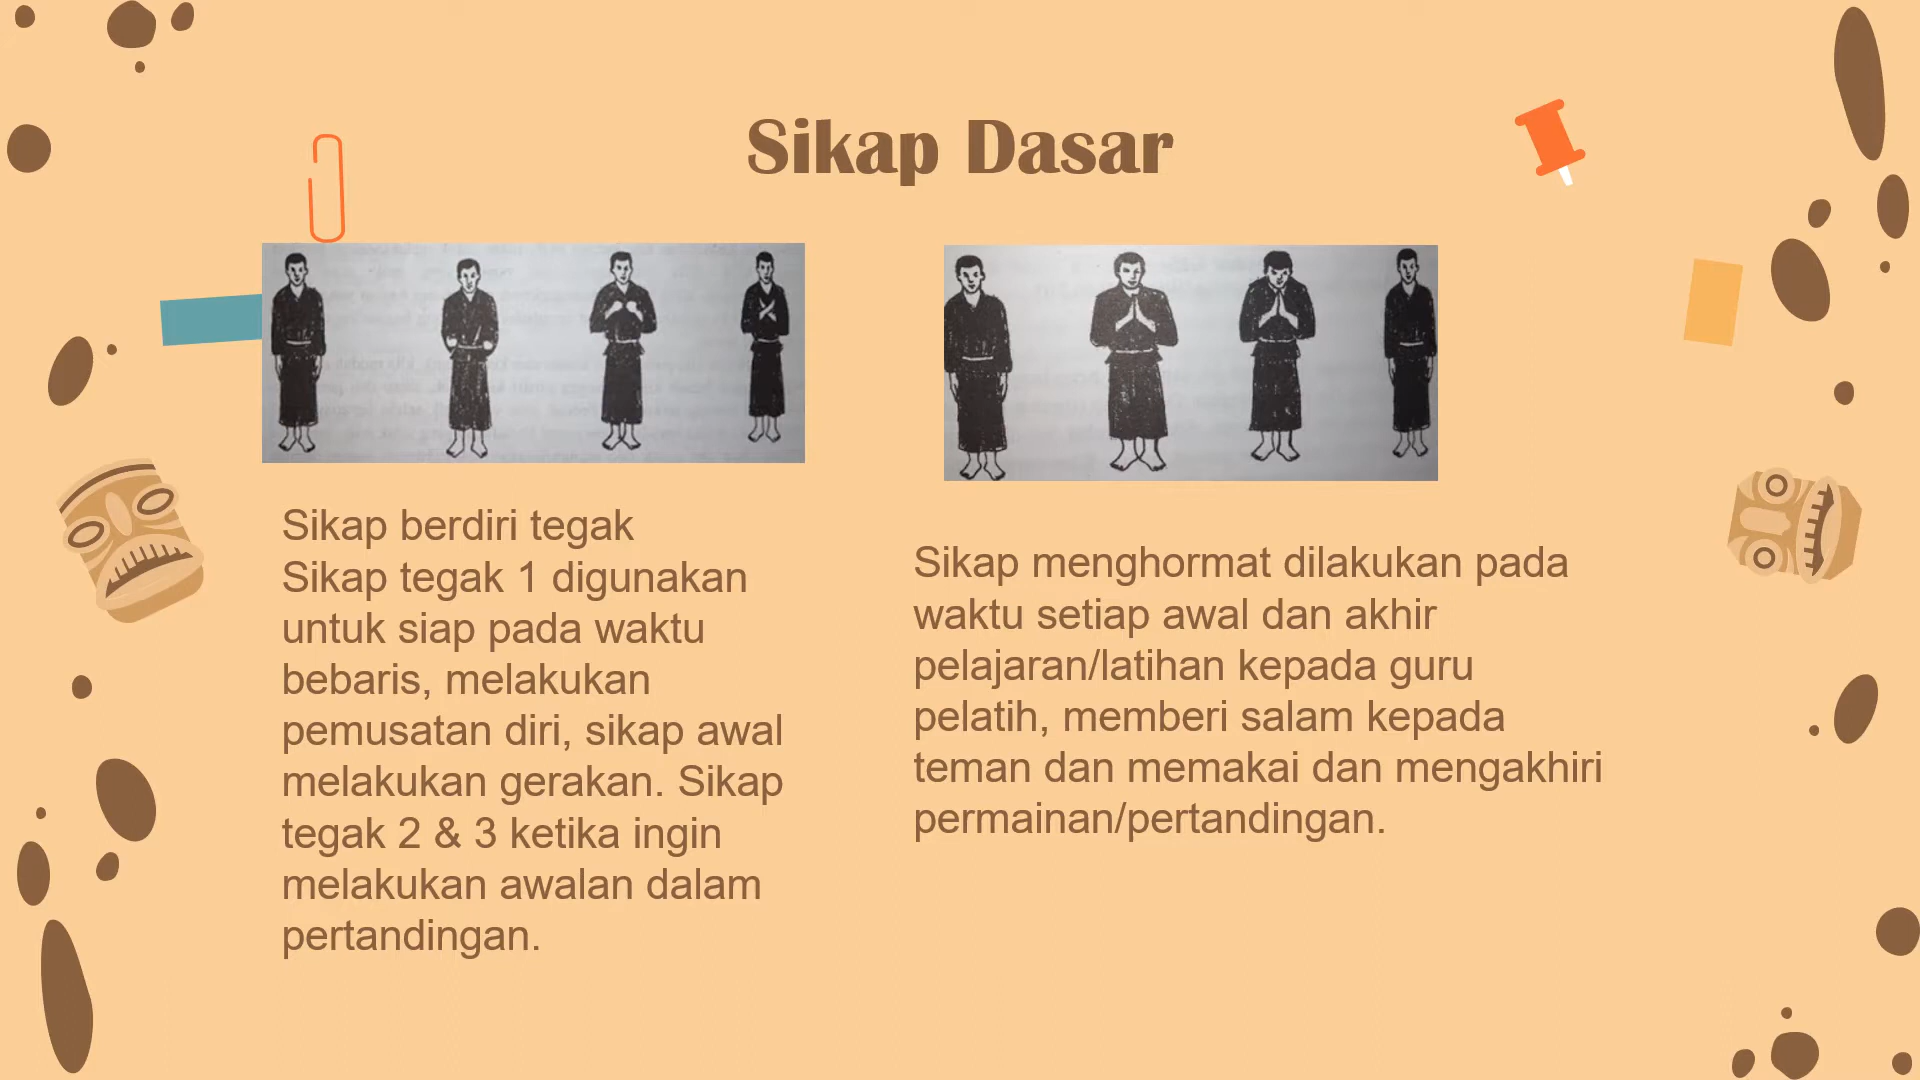 Sikap Dasar
Sikap berdiri tegak
Sikap tegak 1 digunakan
untuk siap pada waktu
bebaris, melakukan
pemusatan diri, sikap awal
melakukan gerakan. Sikap
tegak 2 & 3 ketika ingin
melakukan awalan dalam
pertandingan.
Sikap menghormat dilakukan pada
waktu setiap awal dan akhir
pelajaran/latihan kepada guru
pelatih, memberi salam kepada
teman dan memakai dan mengakhiri
permainan/pertandingan.